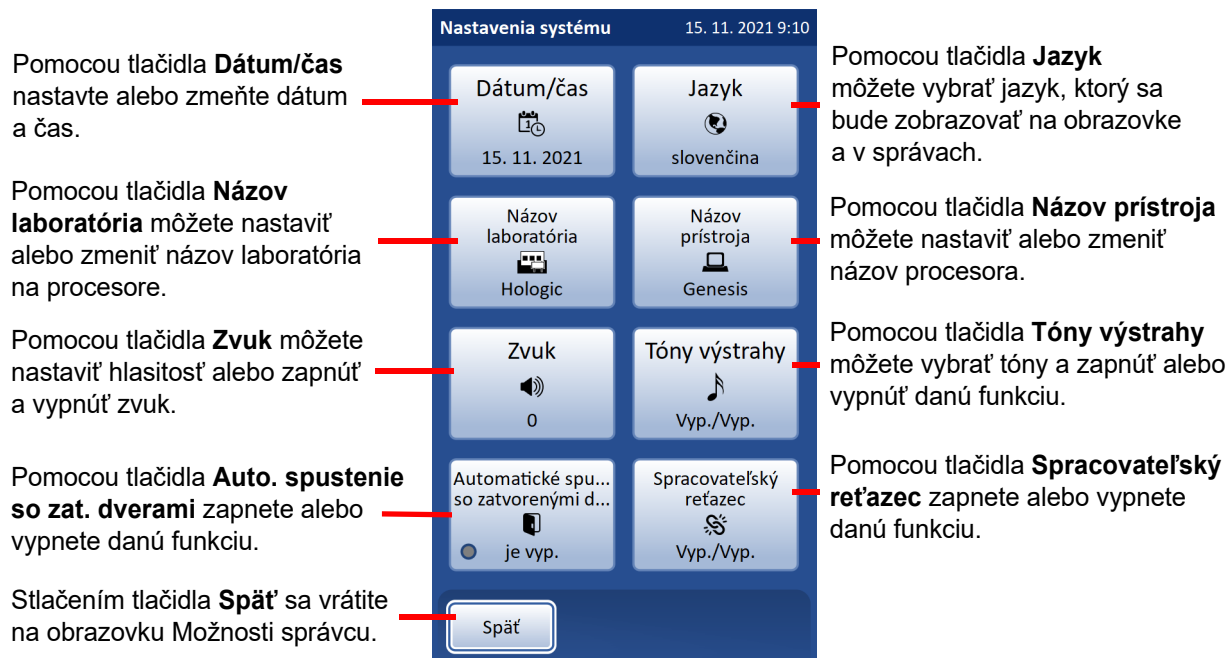 Nastavenia systému 15. 11. 2021 9:10
Pomocou tlačidla Dátum/čas
nastavte alebo zmeňte dátum
a čas.
Pomocou tlačidla Názov
laboratória môžete nastaviť
alebo zmeniť názov laboratória
na procesore.
Pomocou tlačidla Zvuk môžete
nastaviť hlasitosť alebo zapnúť
a vypnúť zvuk.
Pomocou tlačidla Auto. spustenie
so zat. dverami zapnete alebo
vypnete danú funkciu.
Stlačením tlačidla Späť sa vrátite
na obrazovku Možnosti správcu.
Dátum/čas
1
15. 11. 2021
Jazyk
slovenčina
Názov
laboratória
Hologic
Názov
prístroja
Genesis
Zvuk
0
Tóny výstrahy
Vyp./Vyp.
Automatické spu...
so zatvorenými d...
je vyp.
Spracovateľský
reťazec
Vyp./Vyp.
Späť
Pomocou tlačidla Jazyk
môžete vybrať jazyk, ktorý sa
bude zobrazovať na obrazovke
a v správach.
Pomocou tlačidla Názov prístroja
môžete nastaviť alebo zmeniť
názov procesora.
Pomocou tlačidla Tóny výstrahy
môžete vybrať tóny a zapnúť alebo
vypnúť danú funkciu.
Pomocou tlačidla Spracovateľský
reťazec zapnete alebo vypnete
danú funkciu.